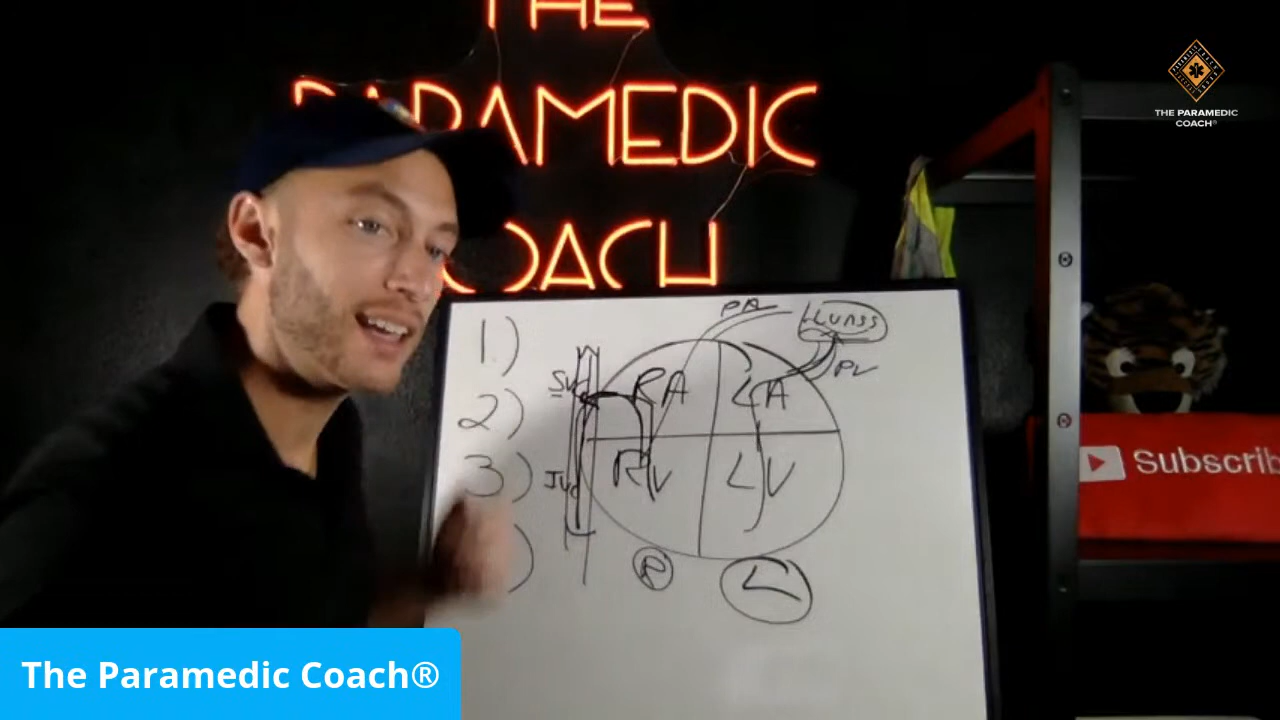 THE
PARAMEDIC
COACH
THE PARAMEDIC
COACH®
PA
LUNGS
1.)
SVC
RA
LA
PV
2)
3)
IVC
RV
LV
R
L
Subscrib
The Paramedic Coach®